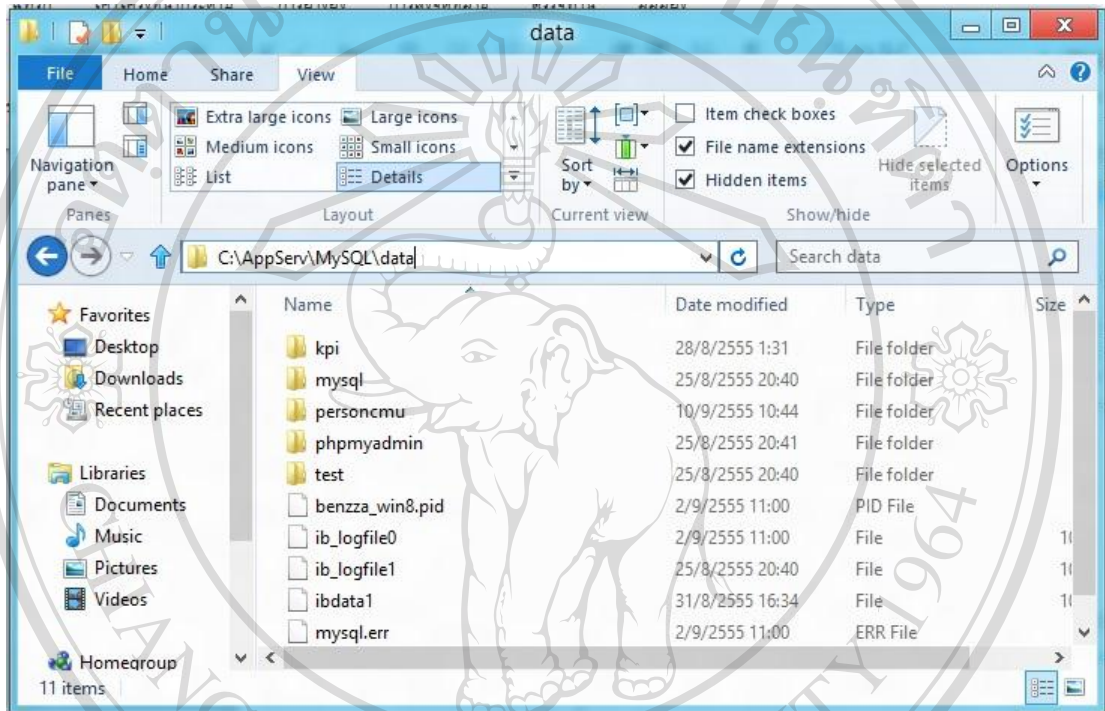 data
File Home Share View
Extra large icons Large icons
Medium icons Small icons
List Details
Navigation pane
Sort by
Item check boxes
File name extensions
Hidden items
Hide selected items
Options
Panes Layout Current view Show/hide
C:\AppServ\MySQL\data Search data
Favorites
Desktop
Downloads
Recent places
Libraries
Documents
Music
Pictures
Videos
Homegroup
Name Date modified Type Size
kpi 28/8/2555 1:31 File folder
mysql 25/8/2555 20:40 File folder
personcmu 10/9/2555 10:44 File folder
phpmyadmin 25/8/2555 20:41 File folder
test 25/8/2555 20:40 File folder
benzza_win8.pid 2/9/2555 11:00 PID File
ib_logfile0 2/9/2555 11:00 File
ib_logfile1 25/8/2555 20:40 File
ibdata1 31/8/2555 16:34 File
mysql.err 2/9/2555 11:00 ERR File
11 items
1964